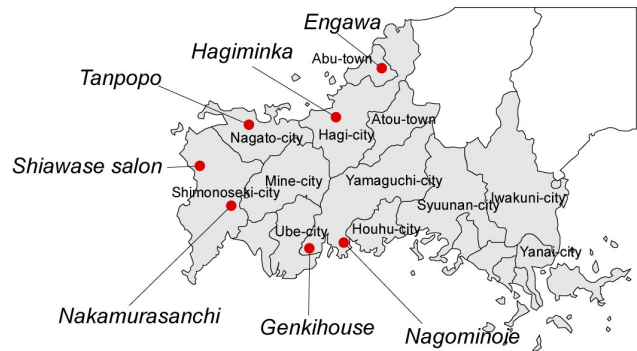 Engawa
Hagiminka
Abu-town
Tanpopo
Atou-town
Nagato-city
Hagi-city
Shiawase salon
Mine-city
Yamaguchi-city
Shimonoseki-city
Iwakuni-city
Syuunan-city
Ube-city
Houhu-city
Yanai-city
Nakamurasanchi
Genkihouse
Nagominoie